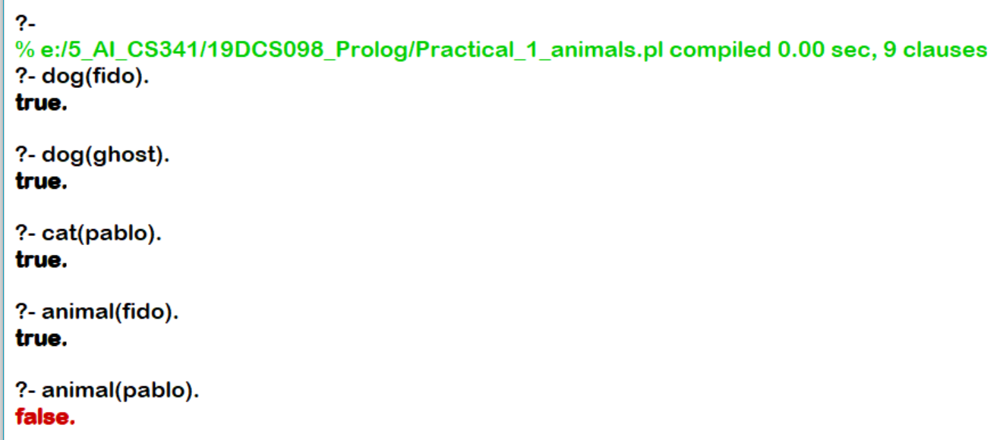 ?-
% e:/5_AI_CS341/19DCS098_Prolog/Practical_1_animals.pl compiled 0.00 sec, 9 clauses
?- dog(fido).
true.
?- dog(ghost).
true.
?- cat(pablo).
true.
?- animal(fido).
true.
?- animal(pablo).
false.